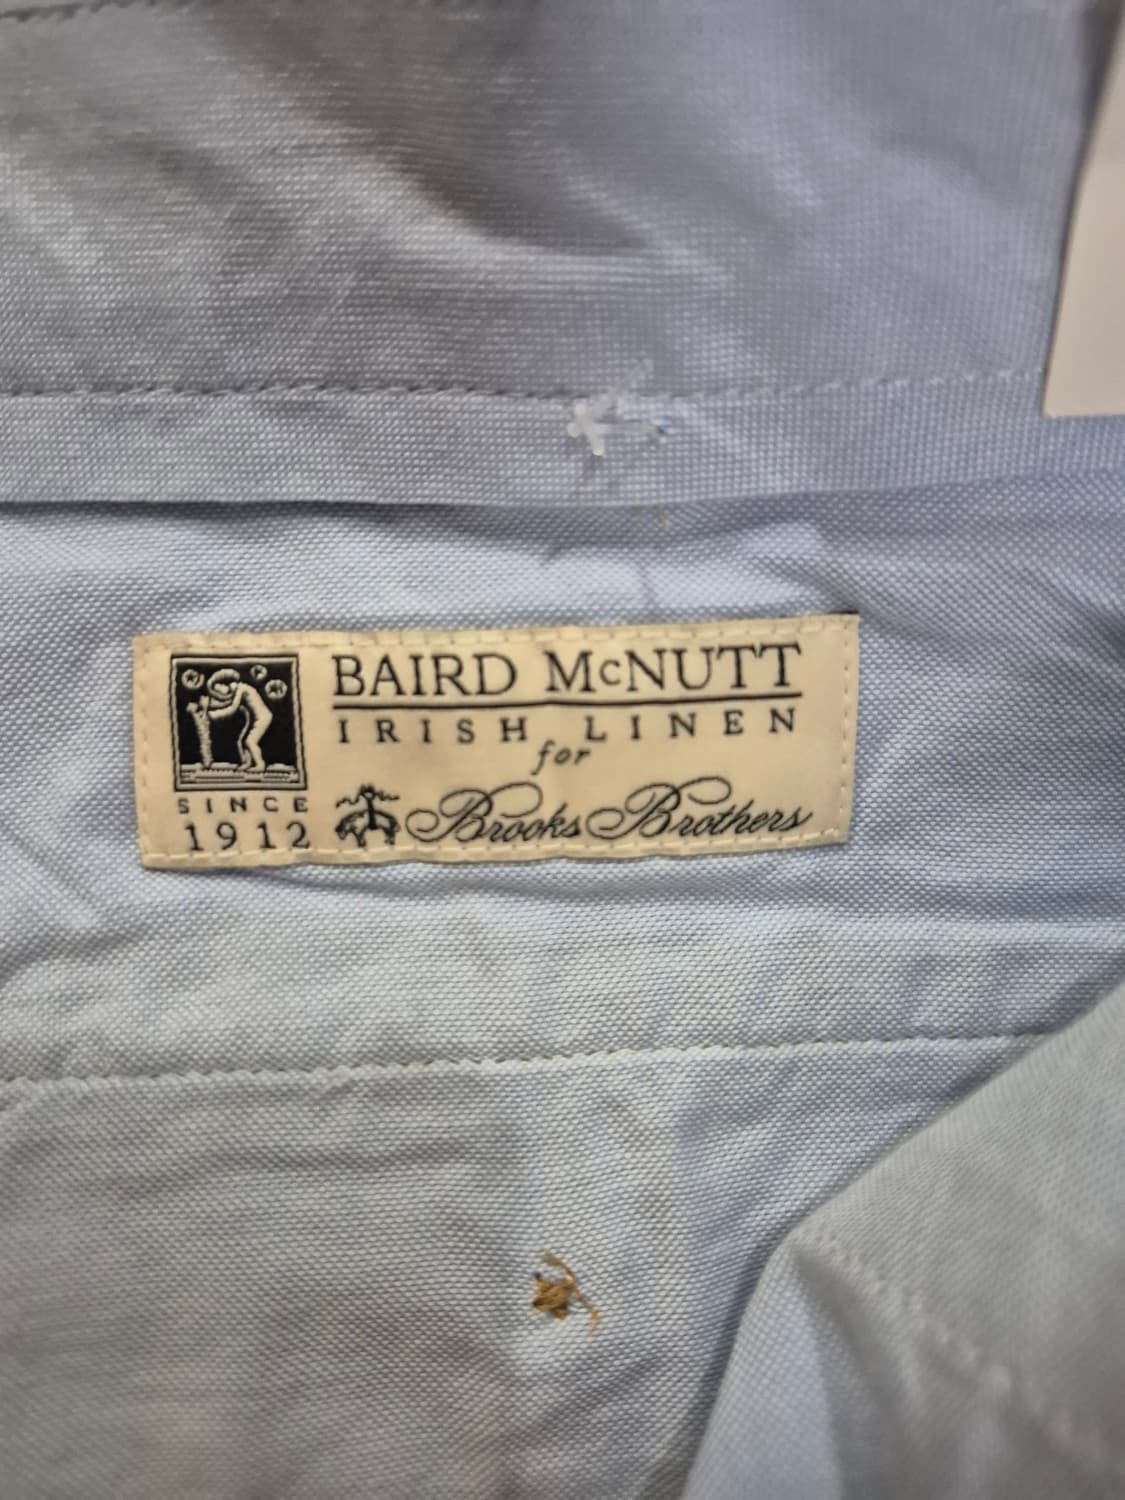 BAIRD McNUTT
IRISH LINEN
for
Brooks Brothers
SINCE
1912